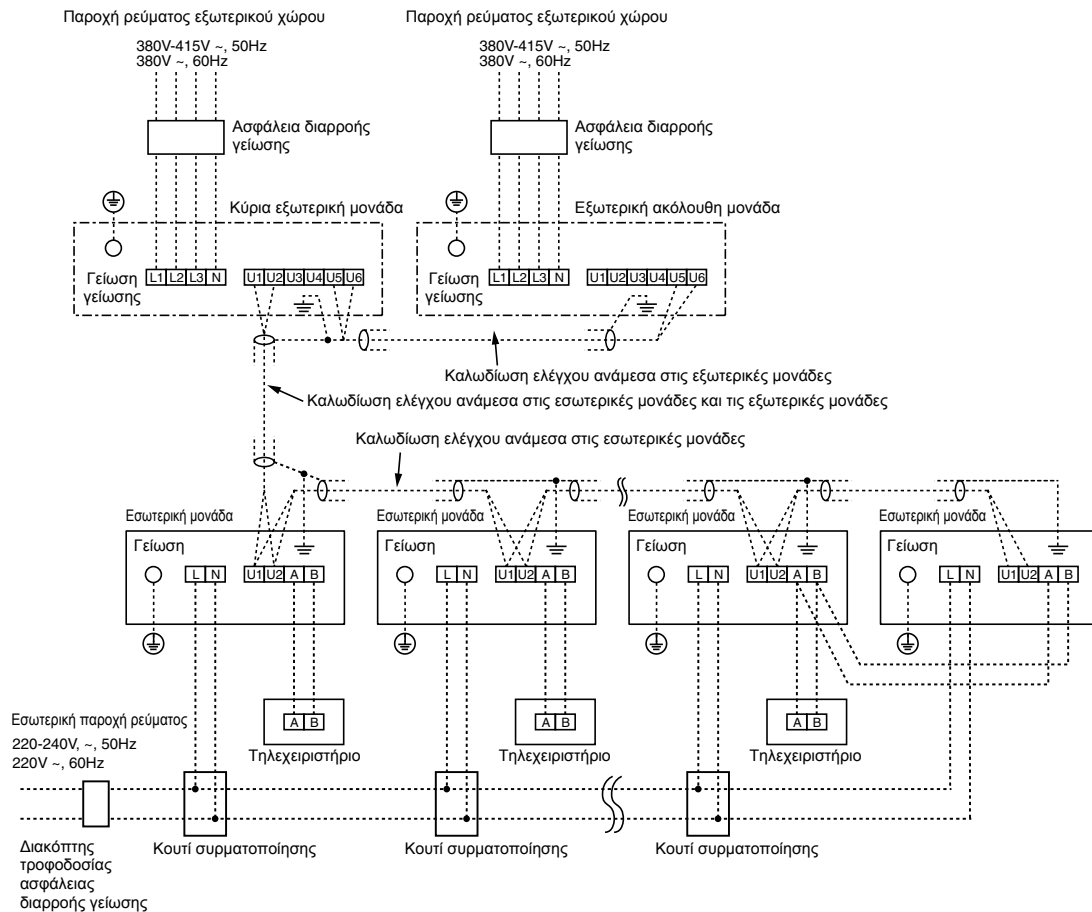 Παροχή ρεύματος εξωτερικού χώρου
Παροχή ρεύματος εξωτερικού χώρου
380V-415V ~, 50Hz
380V ~, 60Hz
380V-415V ~, 50Hz
380V ~, 60Hz
Ασφάλεια διαρροής
γείωσης
Ασφάλεια διαρροής
γείωσης
Κύρια εξωτερική μονάδα
Εξωτερική ακόλουθη μονάδα
Γείωση
γείωσης
L1 L2 L3 N
U1 U2 U3 U4 U5 U6
Γείωση
γείωσης
L1 L2 L3 N
U1 U2 U3 U4 U5 U6
Καλωδίωση ελέγχου ανάμεσα στις εξωτερικές μονάδες
Καλωδίωση ελέγχου ανάμεσα στις εσωτερικές μονάδες και τις εξωτερικές μονάδες
Καλωδίωση ελέγχου ανάμεσα στις εσωτερικές μονάδες
Εσωτερική μονάδα
Εσωτερική μονάδα
Εσωτερική μονάδα
Εσωτερική μονάδα
Γείωση
Γείωση
Γείωση
Γείωση
L N
U1 U2 A B
L N
U1 U2 A B
L N
U1 U2 A B
L N
U1 U2 A B
Εσωτερική παροχή ρεύματος
220-240V, ~, 50Hz
220V ~, 60Hz
A B
A B
A B
Τηλεχειριστήριο
Τηλεχειριστήριο
Τηλεχειριστήριο
Διακόπτης
τροφοδοσίας
ασφάλειας
διαρροής γείωσης
Κουτί συρματοποίησης
Κουτί συρματοποίησης
Κουτί συρματοποίησης